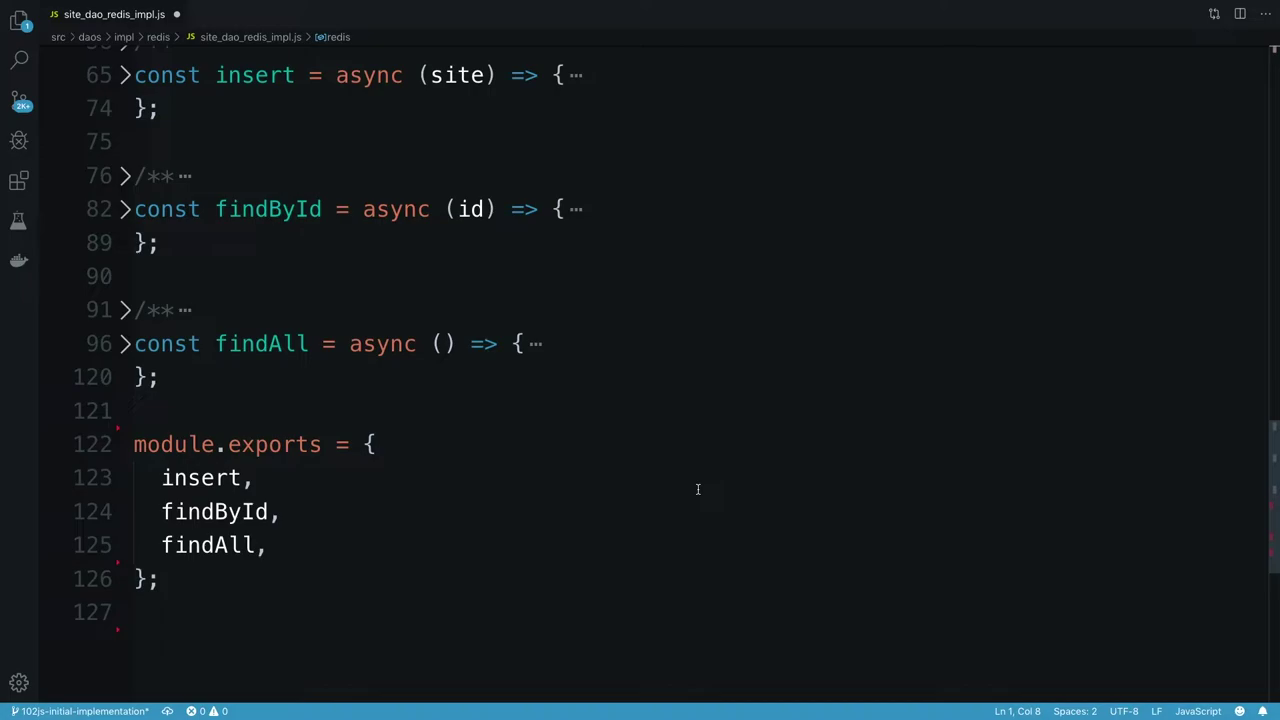 site_dao_redis_impl.js
src > daos > impl > redis > JS site_dao_redis_impl.js > redis
65 const insert = async (site) => {…
74 };
75
76 /** …
82 const findById = async (id) => {…
89 };
90
91 /** …
96 const findAll = async () => {…
120 };
121
122 module.exports = {
123 insert,
124 findById,
125 findAll,
126 };
127
1
2K+
102js-initial-implementation* 0 0 Ln 1, Col 8 Spaces: 2 UTF-8 LF JavaScript